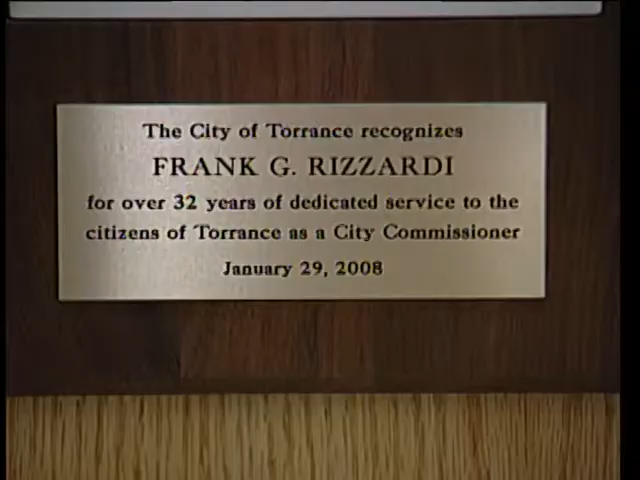 The City of Torrance recognizes
FRANK G. RIZZARDI
for over 32 years of dedicated service to the
citizens of Torrance as a City Commissioner
January 29, 2008